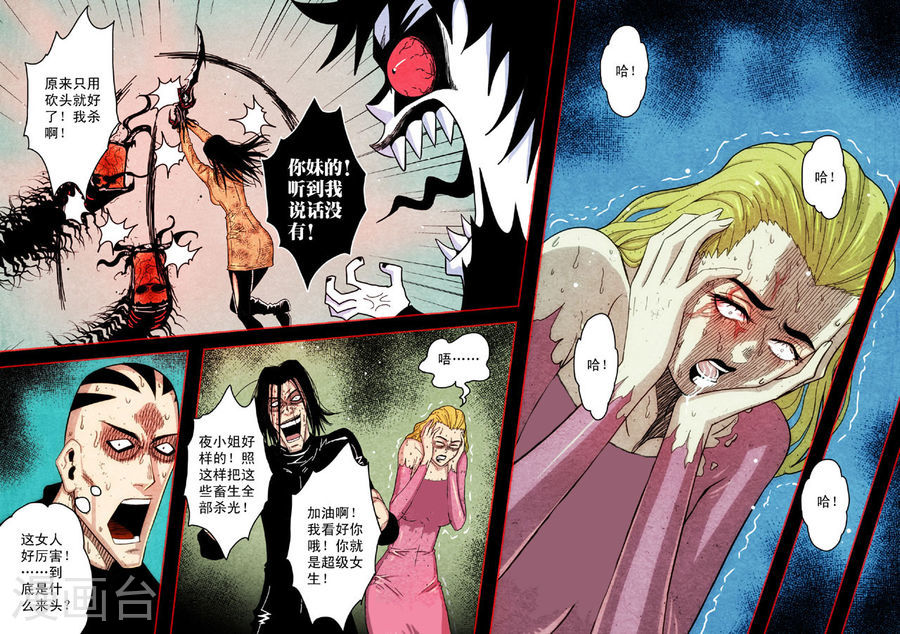 原来只用
砍头就好
了！我杀
啊！
你妹的！
听到我
说话没
有！
哈！
哈！
哈！
哈！
这女人
好厉害！
……到
底是什
么来头？
夜小姐好
样的！照
这样把这
些畜生全
部杀光！
加油啊！
我看好你
哦！你就
是超级女
生！
唔……
漫画台